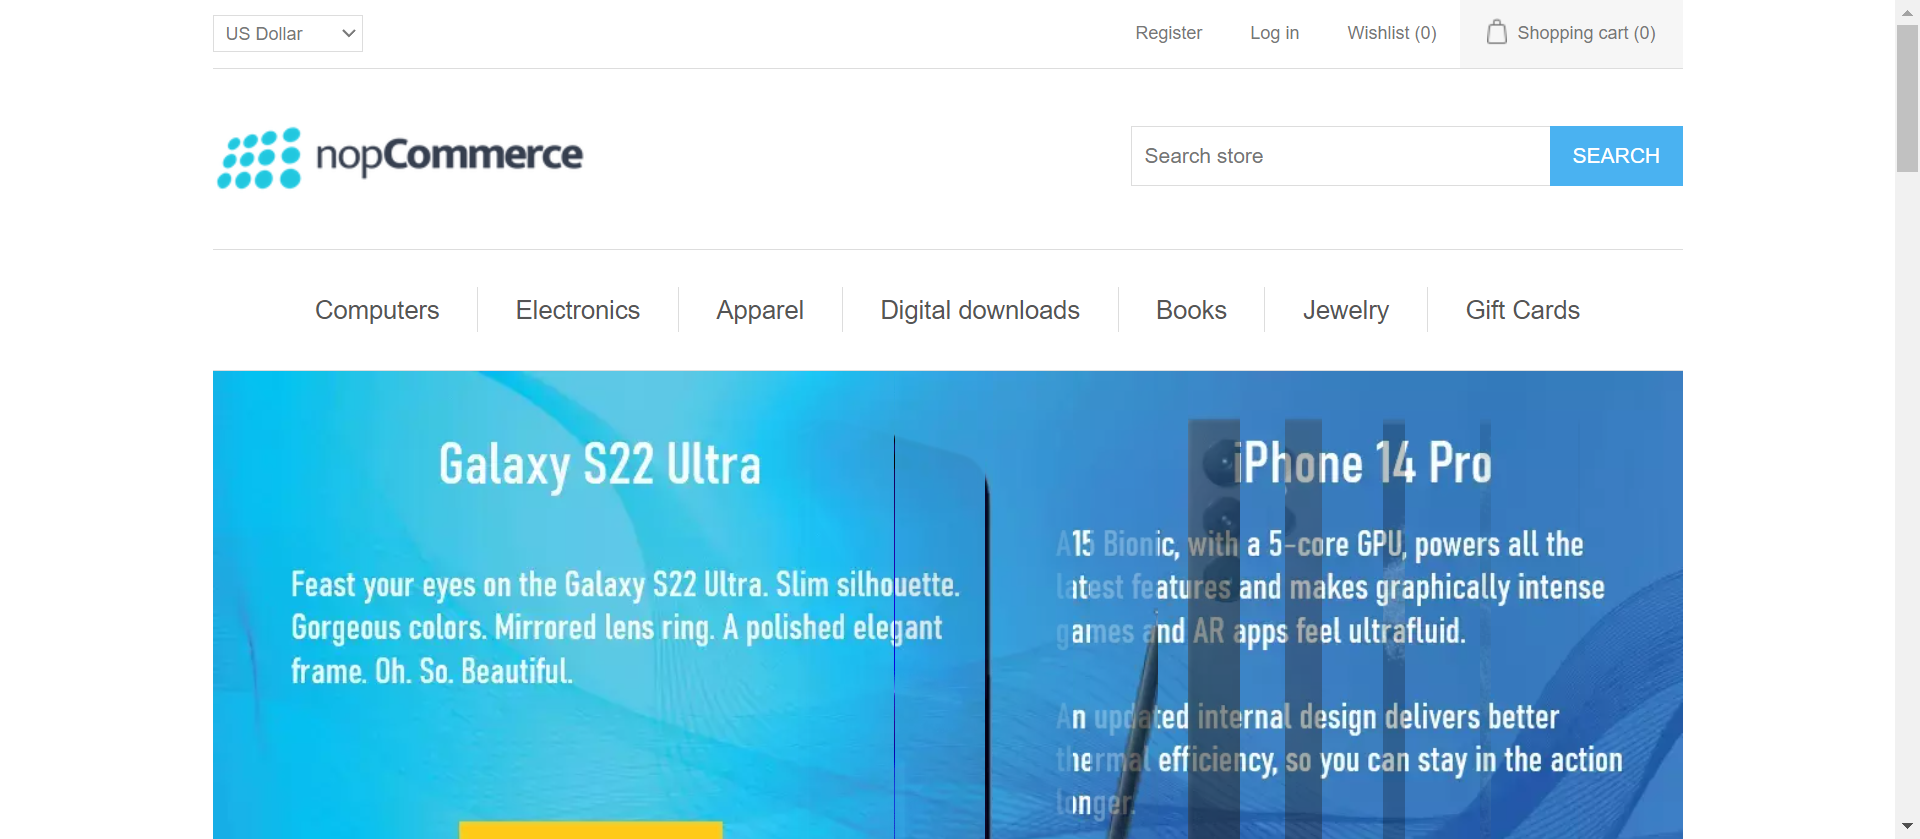 US Dollar
Register
Log in
Wishlist (0)
Shopping cart (0)
nopCommerce
Search store
SEARCH
Computers
Electronics
Apparel
Digital downloads
Books
Jewelry
Gift Cards
Galaxy S22 Ultra
Feast your eyes on the Galaxy S22 Ultra. Slim silhouette.
Gorgeous colors. Mirrored lens ring. A polished elegant
frame. Oh. So. Beautiful.
iPhone 14 Pro
A15 Bionic, with a 5-core GPU, powers all the
latest features and makes graphically intense
games and AR apps feel ultrafluid.
An updated internal design delivers better
thermal efficiency, so you can stay in the action
longer.